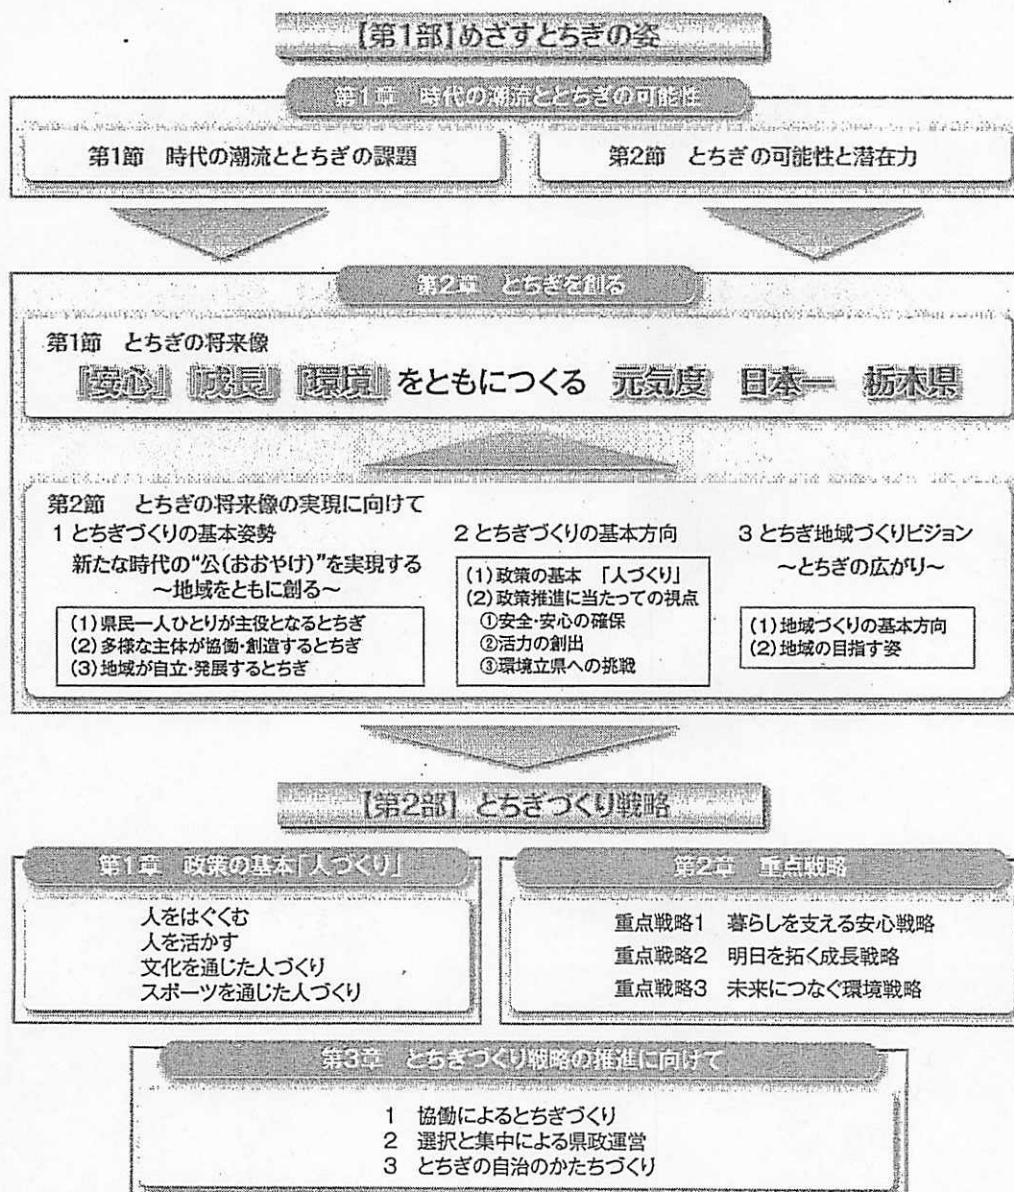 【第1部】めざすとちぎの姿
第1章 時代の潮流ととちぎの可能性
第1節 時代の潮流ととちぎの課題
第2節 とちぎの可能性と潜在力
第2章 とちぎを創る
第1節 とちぎの将来像
『安心』『成長』『環境』をともにつくる 元気度 日本一 栃木県
第2節 とちぎの将来像の実現に向けて
1 とちぎづくりの基本姿勢
新たな時代の“公(おおやけ)”を実現する
~地域をともに創る~
(1)県民一人ひとりが主役となるとちぎ
(2)多様な主体が協働・創造するとちぎ
(3)地域が自立・発展するとちぎ
2 とちぎづくりの基本方向
(1)政策の基本 「人づくり」
(2)政策推進に当たっての視点
①安全・安心の確保
②活力の創出
③環境立県への挑戦
3 とちぎ地域づくりビジョン
~とちぎの広がり~
(1)地域づくりの基本方向
(2)地域の目指す姿
【第2部】とちぎづくり戦略
第1章 政策の基本「人づくり」
人をはぐくむ
人を活かす
文化を通じた人づくり
スポーツを通じた人づくり
第2章 重点戦略
重点戦略1 暮らしを支える安心戦略
重点戦略2 明日を拓く成長戦略
重点戦略3 未来につなぐ環境戦略
第3章 とちぎづくり戦略の推進に向けて
1 協働によるとちぎづくり
2 選択と集中による県政運営
3 とちぎの自治のかたちづくり